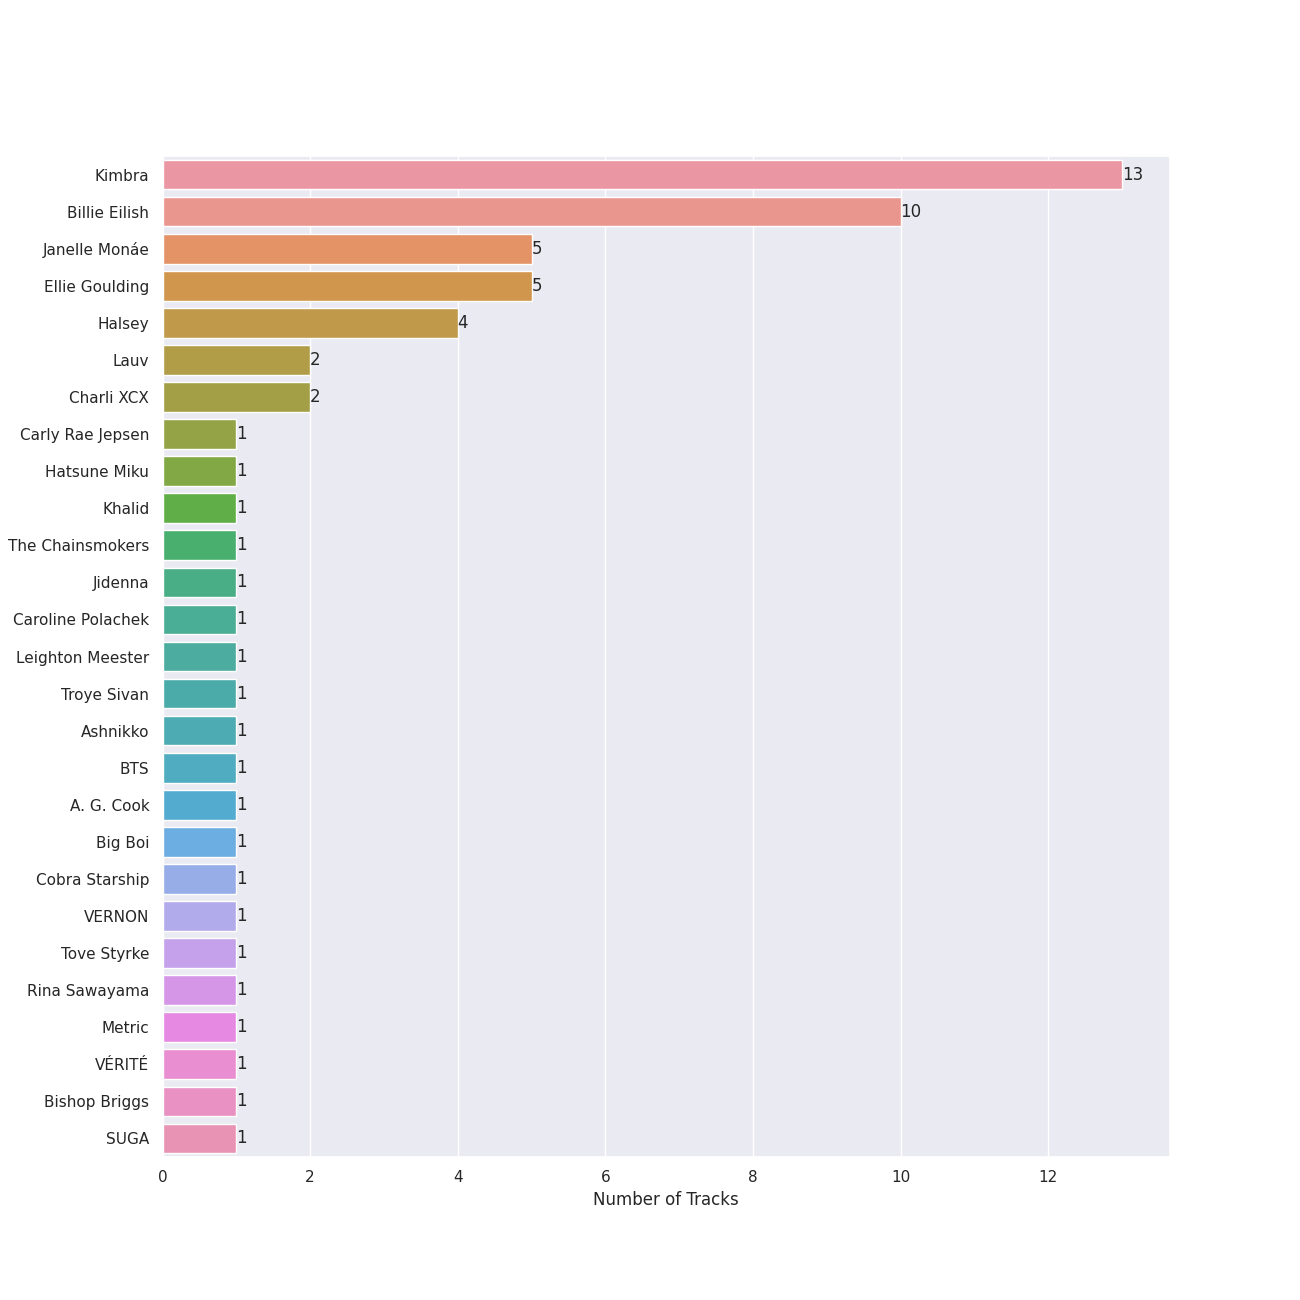 Kimbra 13
Billie Eilish 10
Janelle Monáe 5
Ellie Goulding 5
Halsey 4
Lauv 2
Charli XCX 2
Carly Rae Jepsen 1
Hatsune Miku 1
Khalid 1
The Chainsmokers 1
Jidenna 1
Caroline Polachek 1
Leighton Meester 1
Troye Sivan 1
Ashnikko 1
BTS 1
A. G. Cook 1
Big Boi 1
Cobra Starship 1
VERNON 1
Tove Styrke 1
Rina Sawayama 1
Metric 1
VÉRITÉ 1
Bishop Briggs 1
SUGA 1
0 2 4 6 8 10 12
Number of Tracks